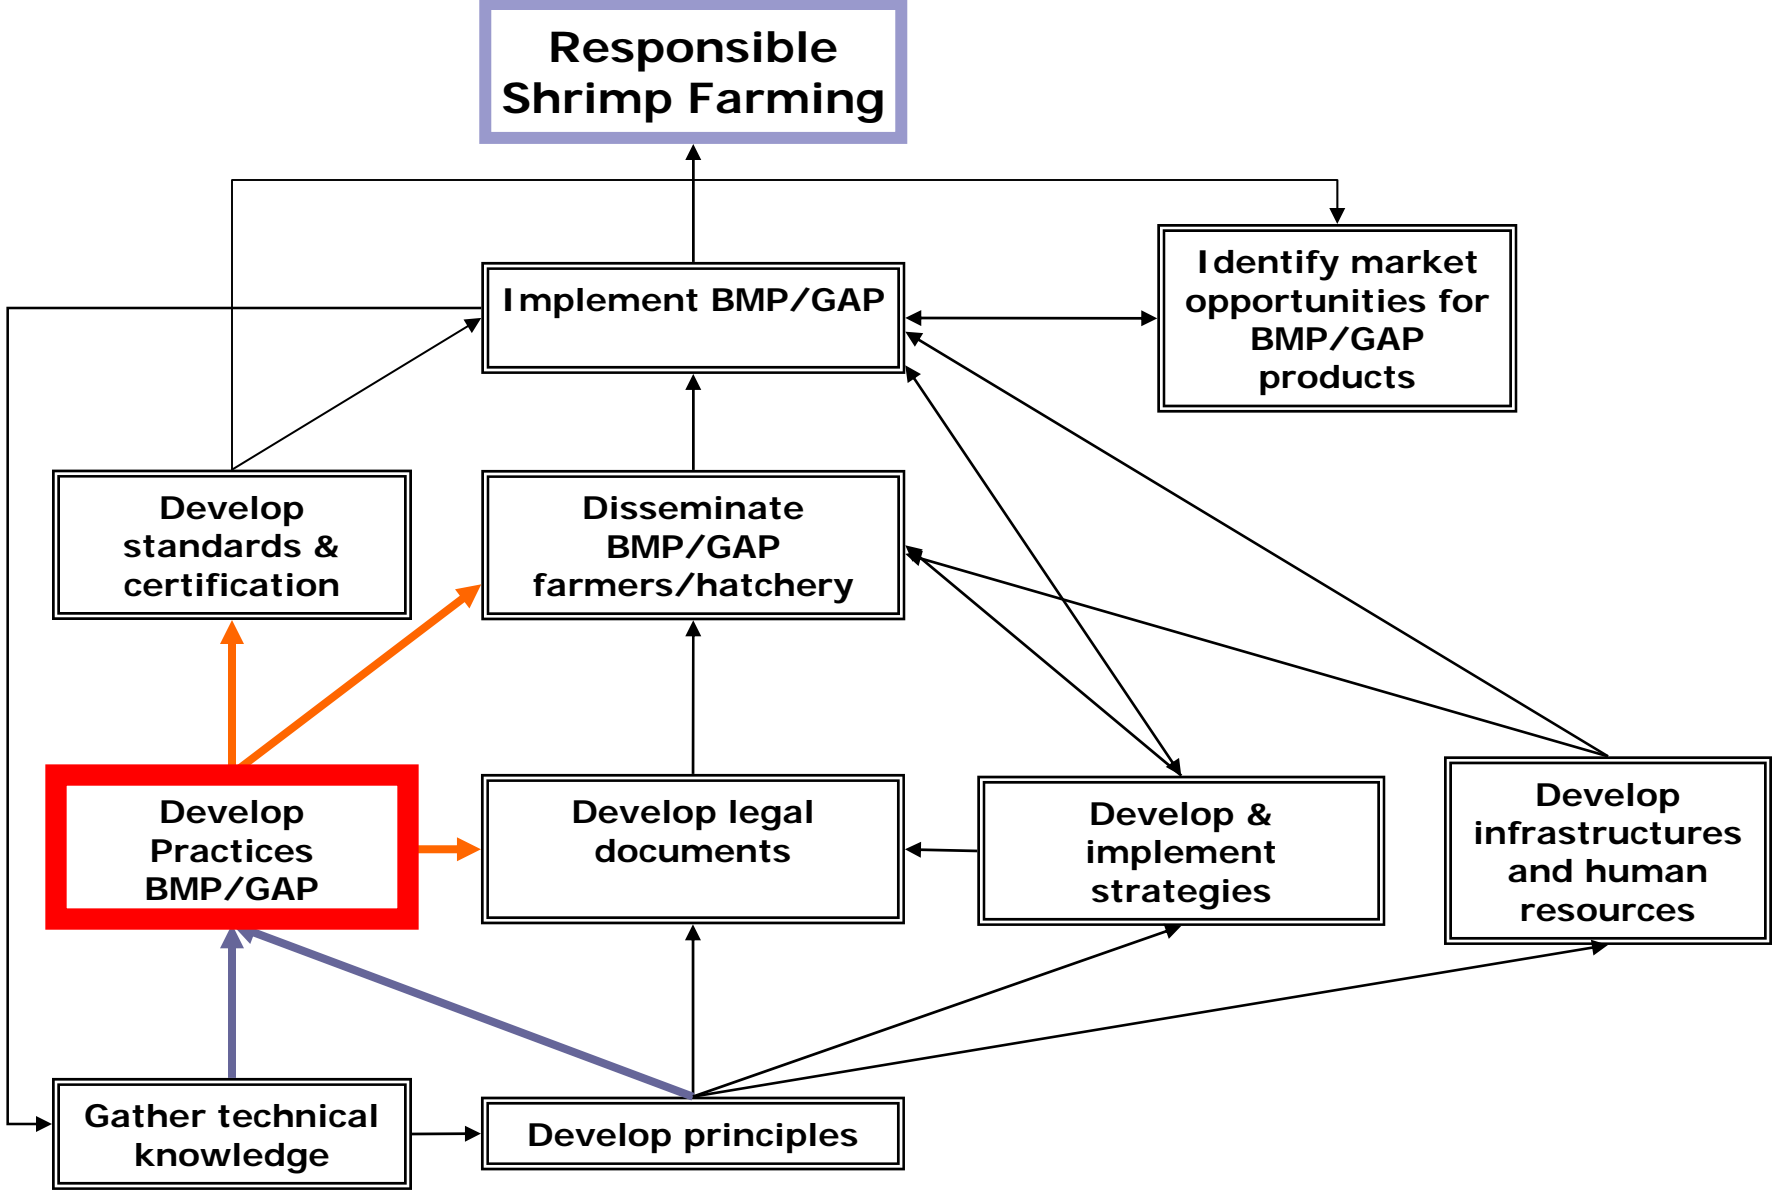 Responsible
Shrimp Farming
Implement BMP/GAP
Identify market
opportunities for
BMP/GAP
products
Develop
standards &
certification
Disseminate
BMP/GAP
farmers/hatchery
Develop
Practices
BMP/GAP
Develop legal
documents
Develop &
implement
strategies
Develop
infrastructures
and human
resources
Gather technical
knowledge
Develop principles